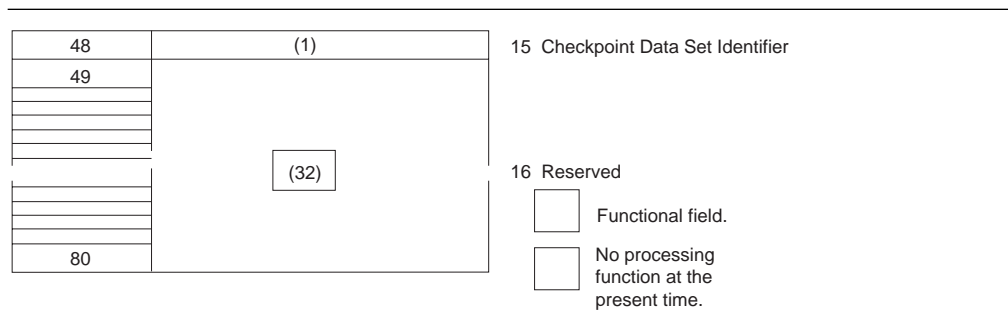 48 (1) 15 Checkpoint Data Set Identifier
49
(32) 16 Reserved
Functional field.
80 No processing
function at the
present time.